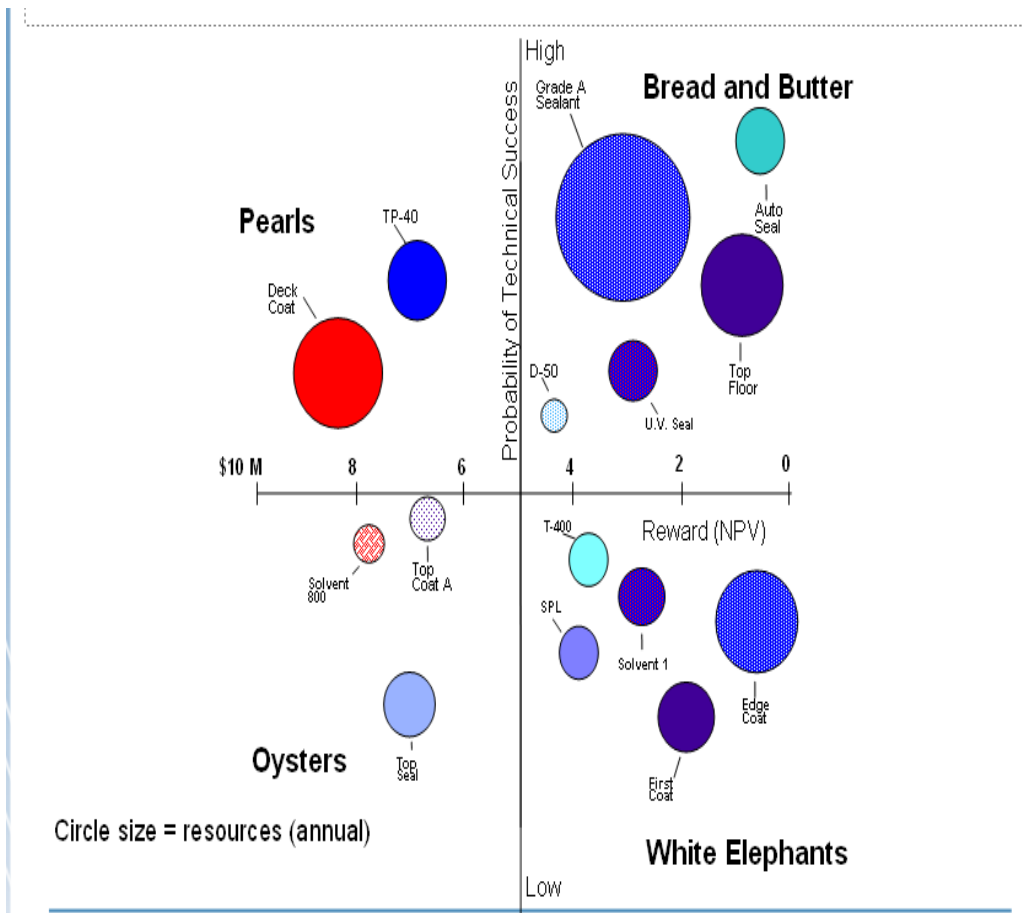 High
Bread and Butter
Grade A
Sealant
Probability of Technical Success
Auto
Seal
Pearls
TP-40
Deck
Coat
D-50
Top
Floor
U.V. Seal
$10 M 8 6 4 2 0
Reward (NPV)
T-400
Solvent
800
Top
Coat A
SPL
Solvent 1
Edge
Coat
Oysters
Top
Seal
First
Coat
Circle size = resources (annual)
White Elephants
Low